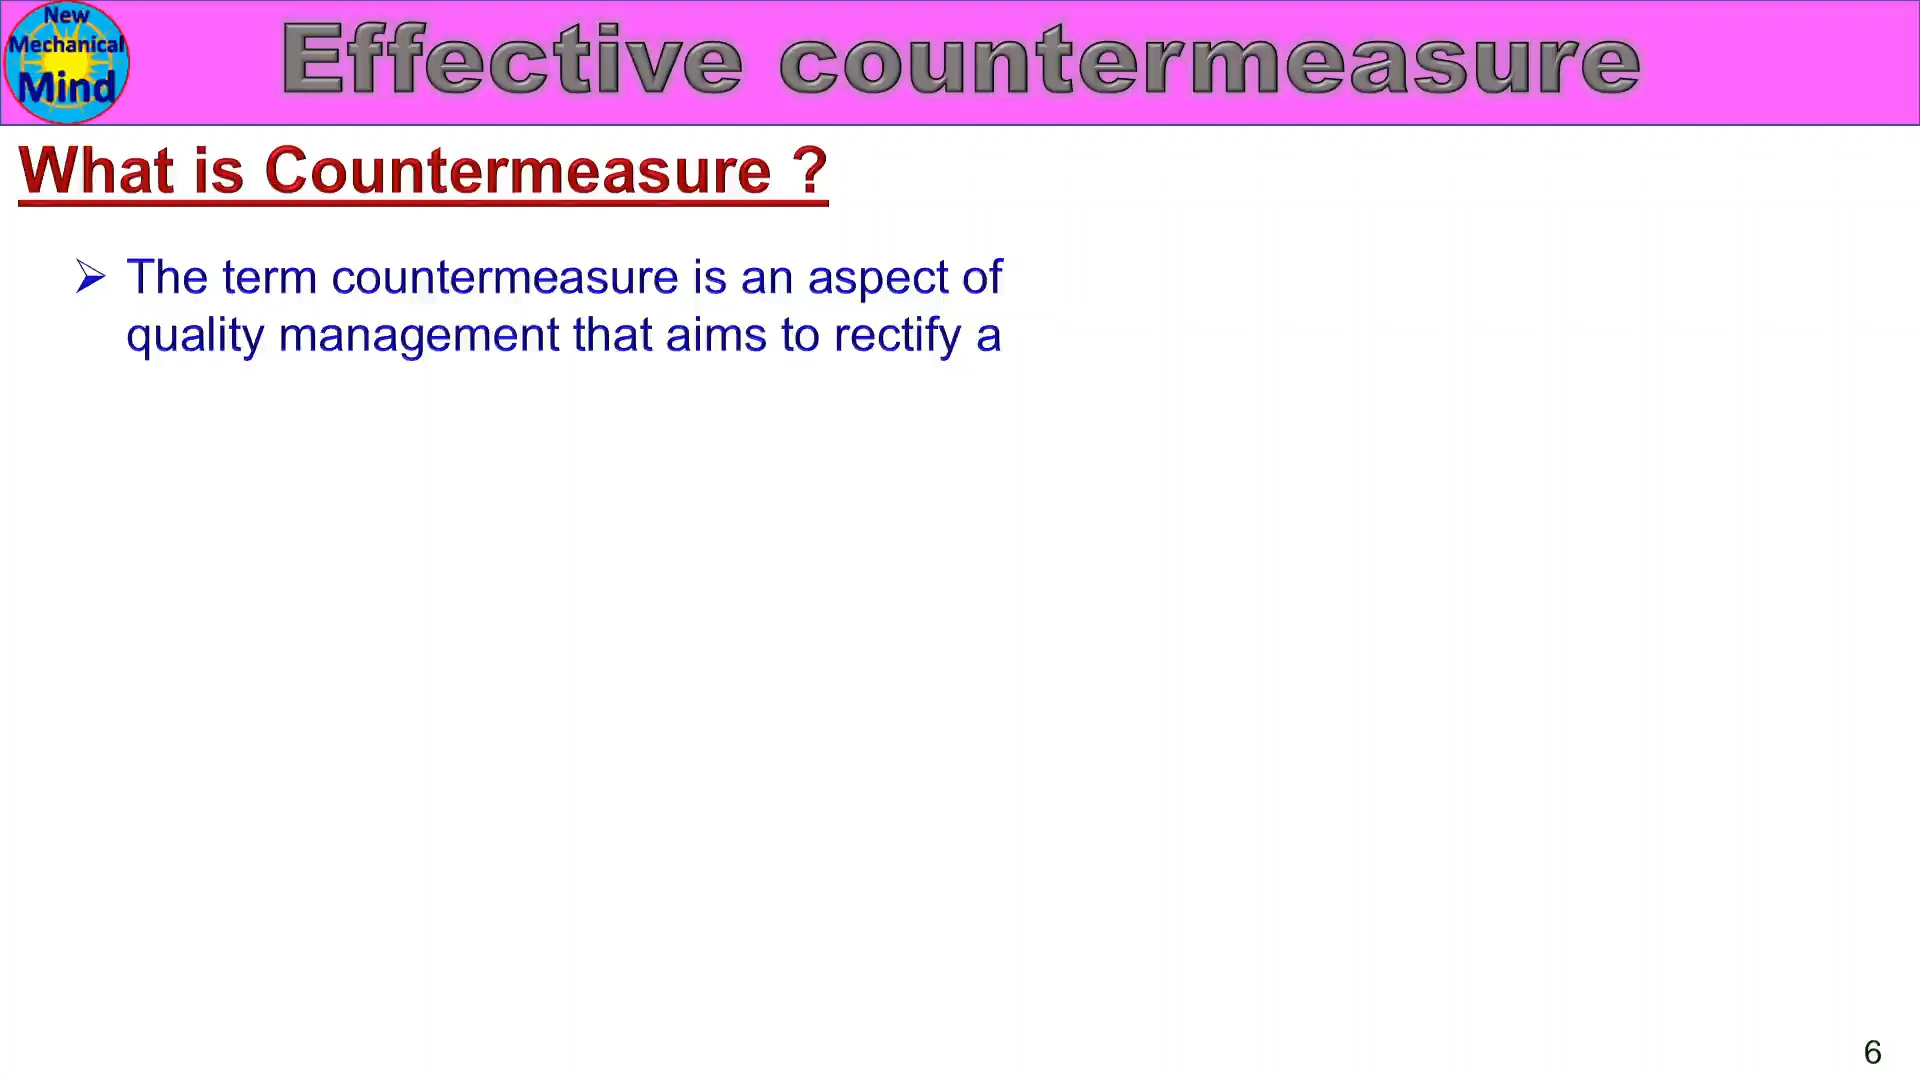 New
Mechanical
Mind
Effective countermeasure
What is Countermeasure ?
➢ The term countermeasure is an aspect of
quality management that aims to rectify a
6